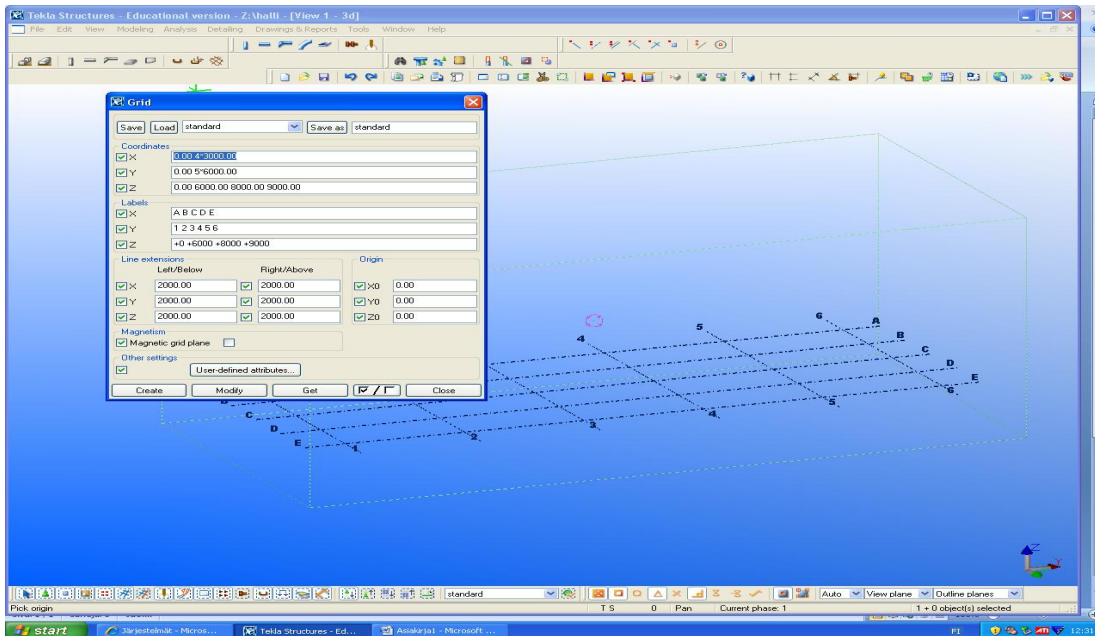 Tekla Structures - Educational version - Z:\halli - [View 1 - 3d]
File Edit View Modeling Analysis Detailing Drawings & Reports Tools Window Help
Grid
Save Load standard Save as standard
Coordinates
X 0.00 4*3000.00
Y 0.00 5*6000.00
Z 0.00 6000.00 8000.00 9000.00
Labels
X A B C D E
Y 1 2 3 4 5 6
Z +0 +6000 +8000 +9000
Line extensions Origin
Left/Below Right/Above
X 2000.00 2000.00 X0 0.00
Y 2000.00 2000.00 Y0 0.00
Z 2000.00 2000.00 Z0 0.00
Magnetism
Magnetic grid plane
Other settings
User-defined attributes...
Create Modify Get / Close
6 A
5 B
4 C
D
E
6
C 5
D 4
E 3
1 2
Z
Y
standard Auto View plane Outline planes
Pick origin T S 0 Pan Current phase: 1 1 + 0 object(s) selected
start Järjestelmät - Micros... Tekla Structures - Ed... Assakirja1 - Microsoft ... FI 12:31